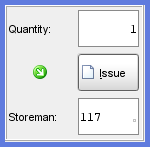 Quantity: 1
Issue
Storeman: 117